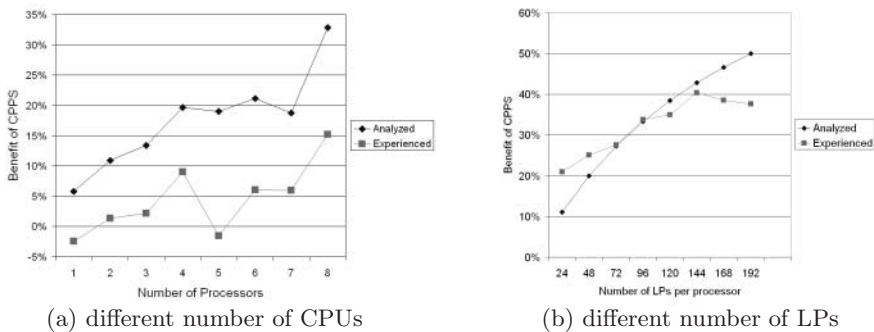 35%
30%
25%
20%
15%
10%
5%
0%
-5%
Benefit of CPPS
1 2 3 4 5 6 7 8
Number of Processors
Analyzed
Experienced
(a) different number of CPUs
60%
50%
40%
30%
20%
10%
0%
Benefit of CPPS
24 48 72 96 120 144 168 192
Number of LPs per processor
Analyzed
Experienced
(b) different number of LPs